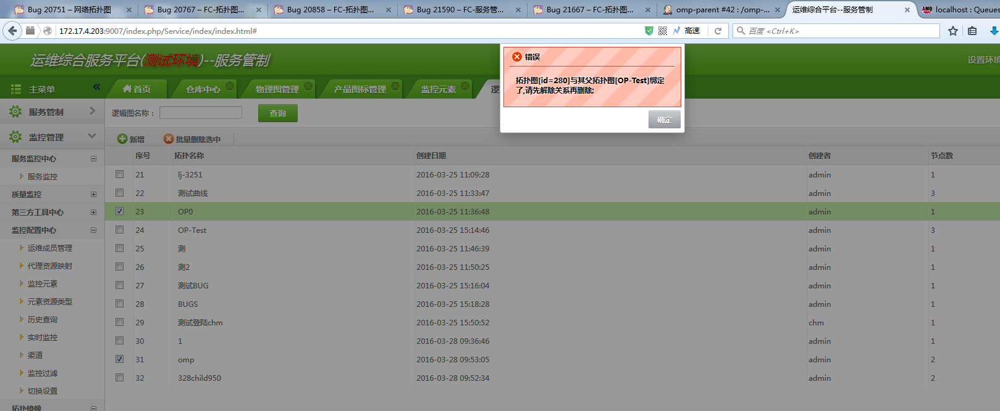 Bug 20751 – 网络拓扑图
Bug 20767 – FC-拓扑图...
Bug 20858 – FC-拓扑图...
Bug 21590 – FC-服务管...
Bug 21667 – FC-拓扑图...
omp-parent #42 : /omp-...
运维综合平台--服务管制
localhost : Queues
172.17.4.203:9007/index.php/Service/index/index.html#
高速
百度 <Ctrl+K>
运维综合服务平台(测试环境)--服务管制
设置环境
错误
拓扑图[id=280]与其父拓扑图[OP-Test]绑定
了,请先解除关系再删除;
确定
主菜单
首页
仓库中心
物理图管理
产品图标管理
监控元素
逻
服务管制
监控管理
服务监控中心
服务监控
质量监控
第三方工具中心
监控配置中心
运维成员管理
代理资源映射
监控元素
元素资源类型
历史查询
实时监控
渠道
监控过滤
切换设置
拓扑镜像
逻辑图名称：
查询
新增
批量删除选中
序号 拓扑名称 创建日期 创建者 节点数
21 lj-3251 2016-03-25 11:09:28 admin 1
22 测试曲线 2016-03-25 11:33:47 admin 3
23 OP0 2016-03-25 11:36:48 admin 1
24 OP-Test 2016-03-25 15:14:46 admin 3
25 测 2016-03-25 11:46:39 admin 1
26 测2 2016-03-25 11:50:25 admin 1
27 测试BUG 2016-03-25 15:16:04 admin 1
28 BUGS 2016-03-25 15:18:28 admin 1
29 测试登陆chm 2016-03-25 15:50:52 chm 1
30 1 2016-03-28 09:36:46 admin 1
31 omp 2016-03-28 09:53:05 admin 2
32 328child950 2016-03-28 09:52:34 admin 2